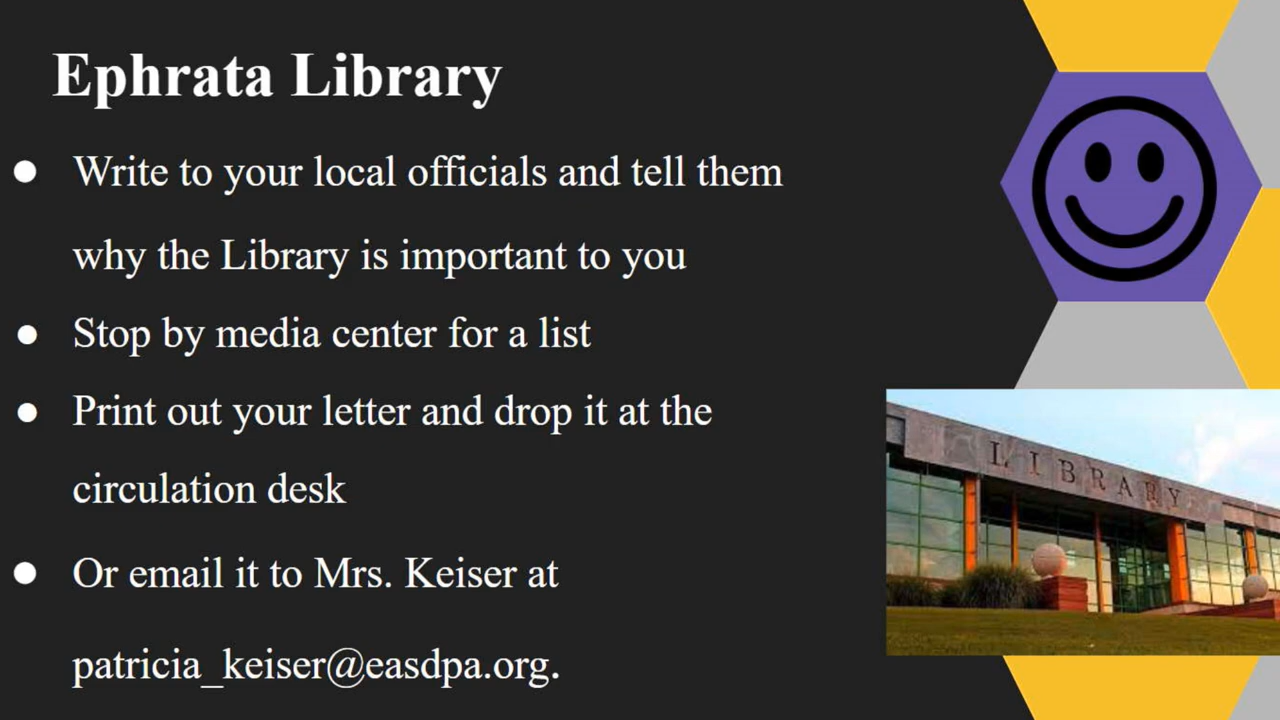 Ephrata Library
● Write to your local officials and tell them
why the Library is important to you
● Stop by media center for a list
● Print out your letter and drop it at the
circulation desk
● Or email it to Mrs. Keiser at
patricia_keiser@easdpa.org.
LIBRARY